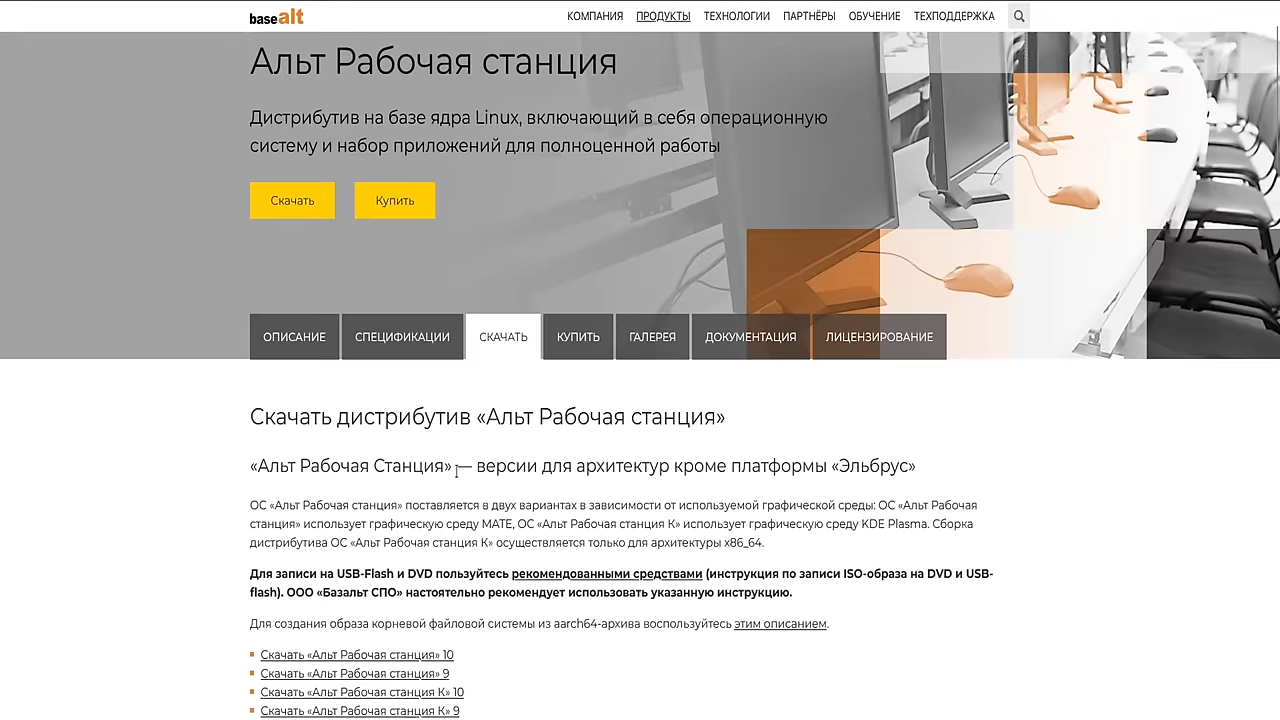 basealt
КОМПАНИЯ ПРОДУКТЫ ТЕХНОЛОГИИ ПАРТНЁРЫ ОБУЧЕНИЕ ТЕХПОДДЕРЖКА
Альт Рабочая станция
Дистрибутив на базе ядра Linux, включающий в себя операционную
систему и набор приложений для полноценной работы
Скачать Купить
ОПИСАНИЕ СПЕЦИФИКАЦИИ СКАЧАТЬ КУПИТЬ ГАЛЕРЕЯ ДОКУМЕНТАЦИЯ ЛИЦЕНЗИРОВАНИЕ
Скачать дистрибутив «Альт Рабочая станция»
«Альт Рабочая Станция» — версии для архитектур кроме платформы «Эльбрус»
ОС «Альт Рабочая станция» поставляется в двух вариантах в зависимости от используемой графической среды: ОС «Альт Рабочая
станция» использует графическую среду MATE, ОС «Альт Рабочая станция К» использует графическую среду KDE Plasma. Сборка
дистрибутива ОС «Альт Рабочая станция К» осуществляется только для архитектуры x86_64.
Для записи на USB-Flash и DVD пользуйтесь рекомендованными средствами (инструкция по записи ISO-образа на DVD и USB-
flash). ООО «Базальт СПО» настоятельно рекомендует использовать указанную инструкцию.
Для создания образа корневой файловой системы из aarch64-архива воспользуйтесь этим описанием.
Скачать «Альт Рабочая станция» 10
Скачать «Альт Рабочая станция» 9
Скачать «Альт Рабочая станция К» 10
Скачать «Альт Рабочая станция К» 9